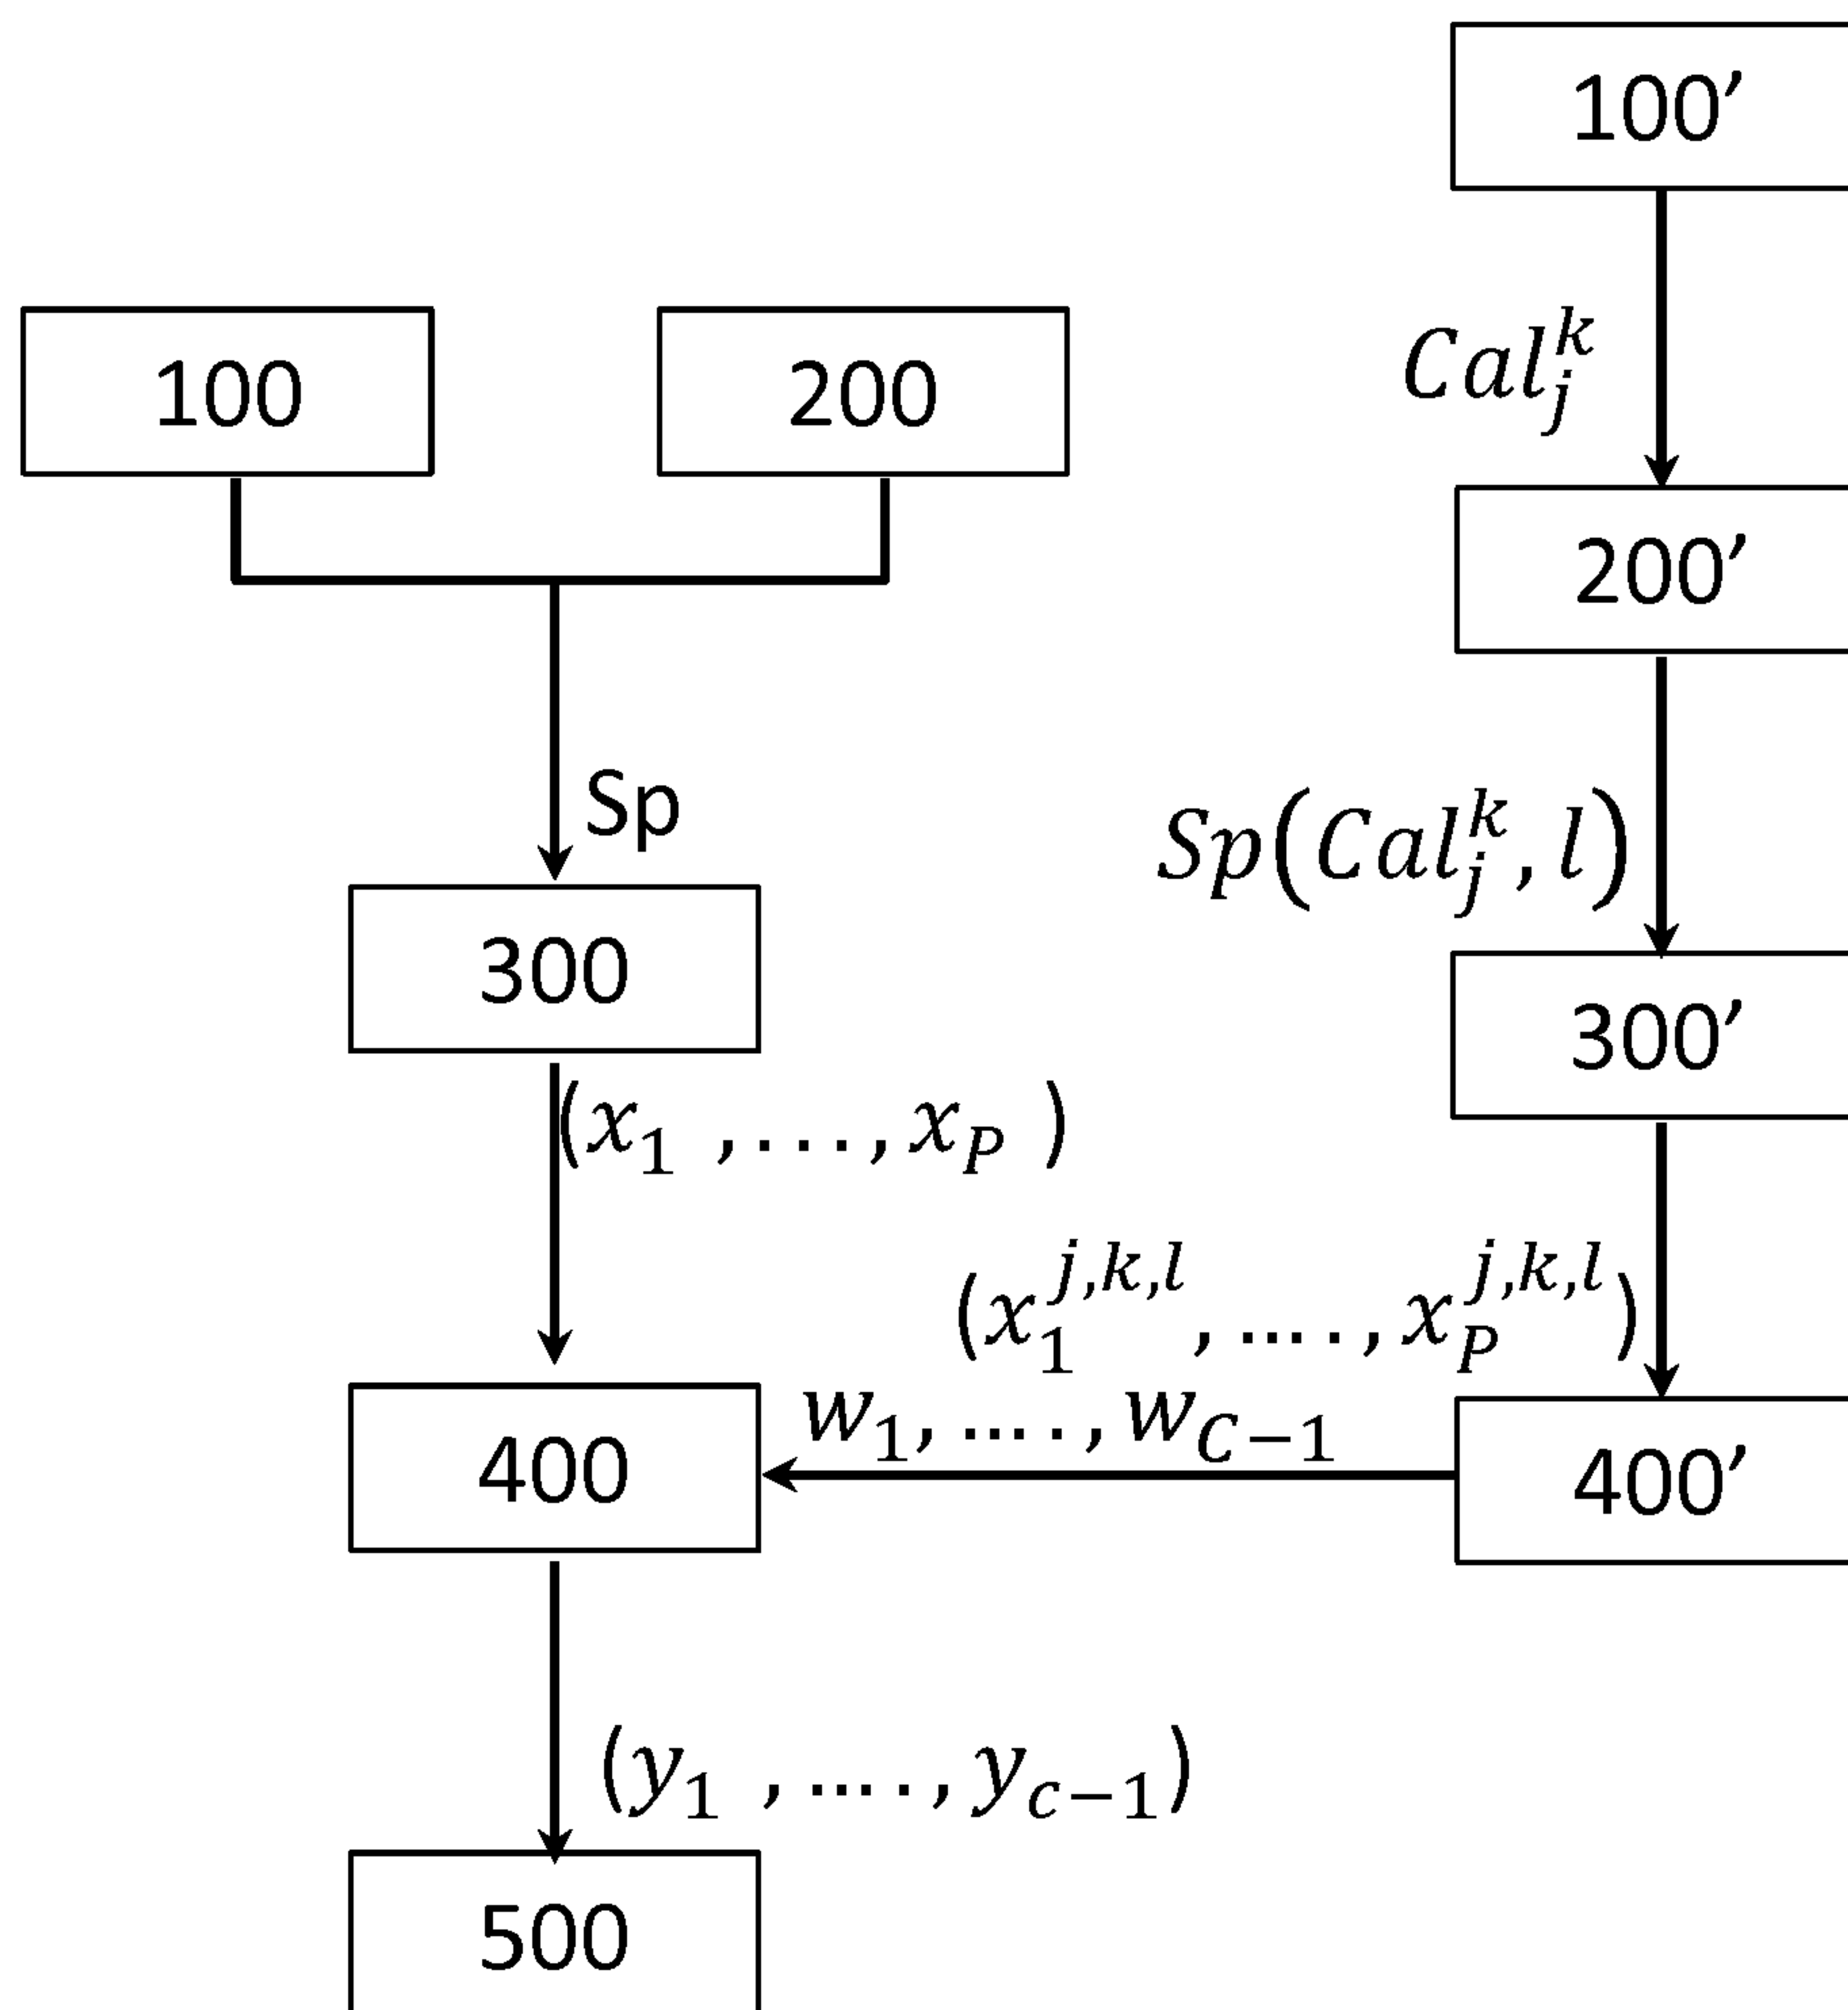 100′
100 200
$Cal_j^k$
200′
Sp
$Sp(Cal_j^k, l)$
300
300′
$(x_1 ,...., x_P )$
$(x_1^{j,k,l} ,...., x_P^{j,k,l})$
$w_1,....,w_{C-1}$
400
400′
$(y_1 ,....,y_{c-1})$
500